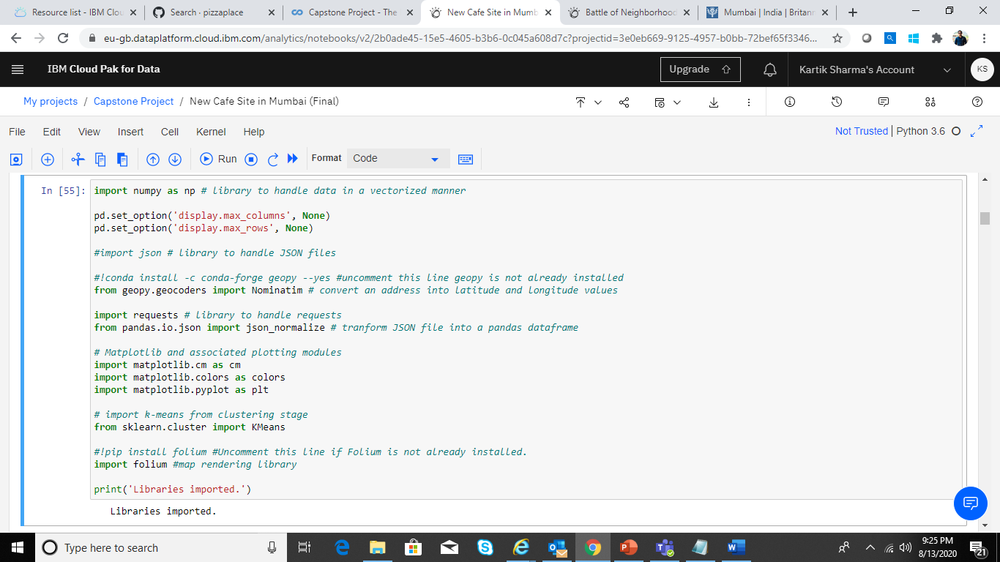 Resource list - IBM Clou
Search · pizzaplace
Capstone Project - The
New Cafe Site in Mumb
Battle of Neighborhood
Mumbai | India | Britann
eu-gb.dataplatform.cloud.ibm.com/analytics/notebooks/v2/2b0ade45-15e5-4605-b3b6-0c045a608d7c?projectid=3e0eb669-9125-4957-b0bb-72bef65f3346...
IBM Cloud Pak for Data
Upgrade
Kartik Sharma's Account
KS
My projects / Capstone Project / New Cafe Site in Mumbai (Final)
File Edit View Insert Cell Kernel Help
Not Trusted | Python 3.6
Run
Format
Code
In [55]:
import numpy as np # library to handle data in a vectorized manner
pd.set_option('display.max_columns', None)
pd.set_option('display.max_rows', None)
#import json # library to handle JSON files
#!conda install -c conda-forge geopy --yes #uncomment this line geopy is not already installed
from geopy.geocoders import Nominatim # convert an address into latitude and longitude values
import requests # library to handle requests
from pandas.io.json import json_normalize # tranform JSON file into a pandas dataframe
# Matplotlib and associated plotting modules
import matplotlib.cm as cm
import matplotlib.colors as colors
import matplotlib.pyplot as plt
# import k-means from clustering stage
from sklearn.cluster import KMeans
#!pip install folium #Uncomment this line if Folium is not already installed.
import folium #map rendering library
print('Libraries imported.')
Libraries imported.
Type here to search
9:25 PM
8/13/2020
21